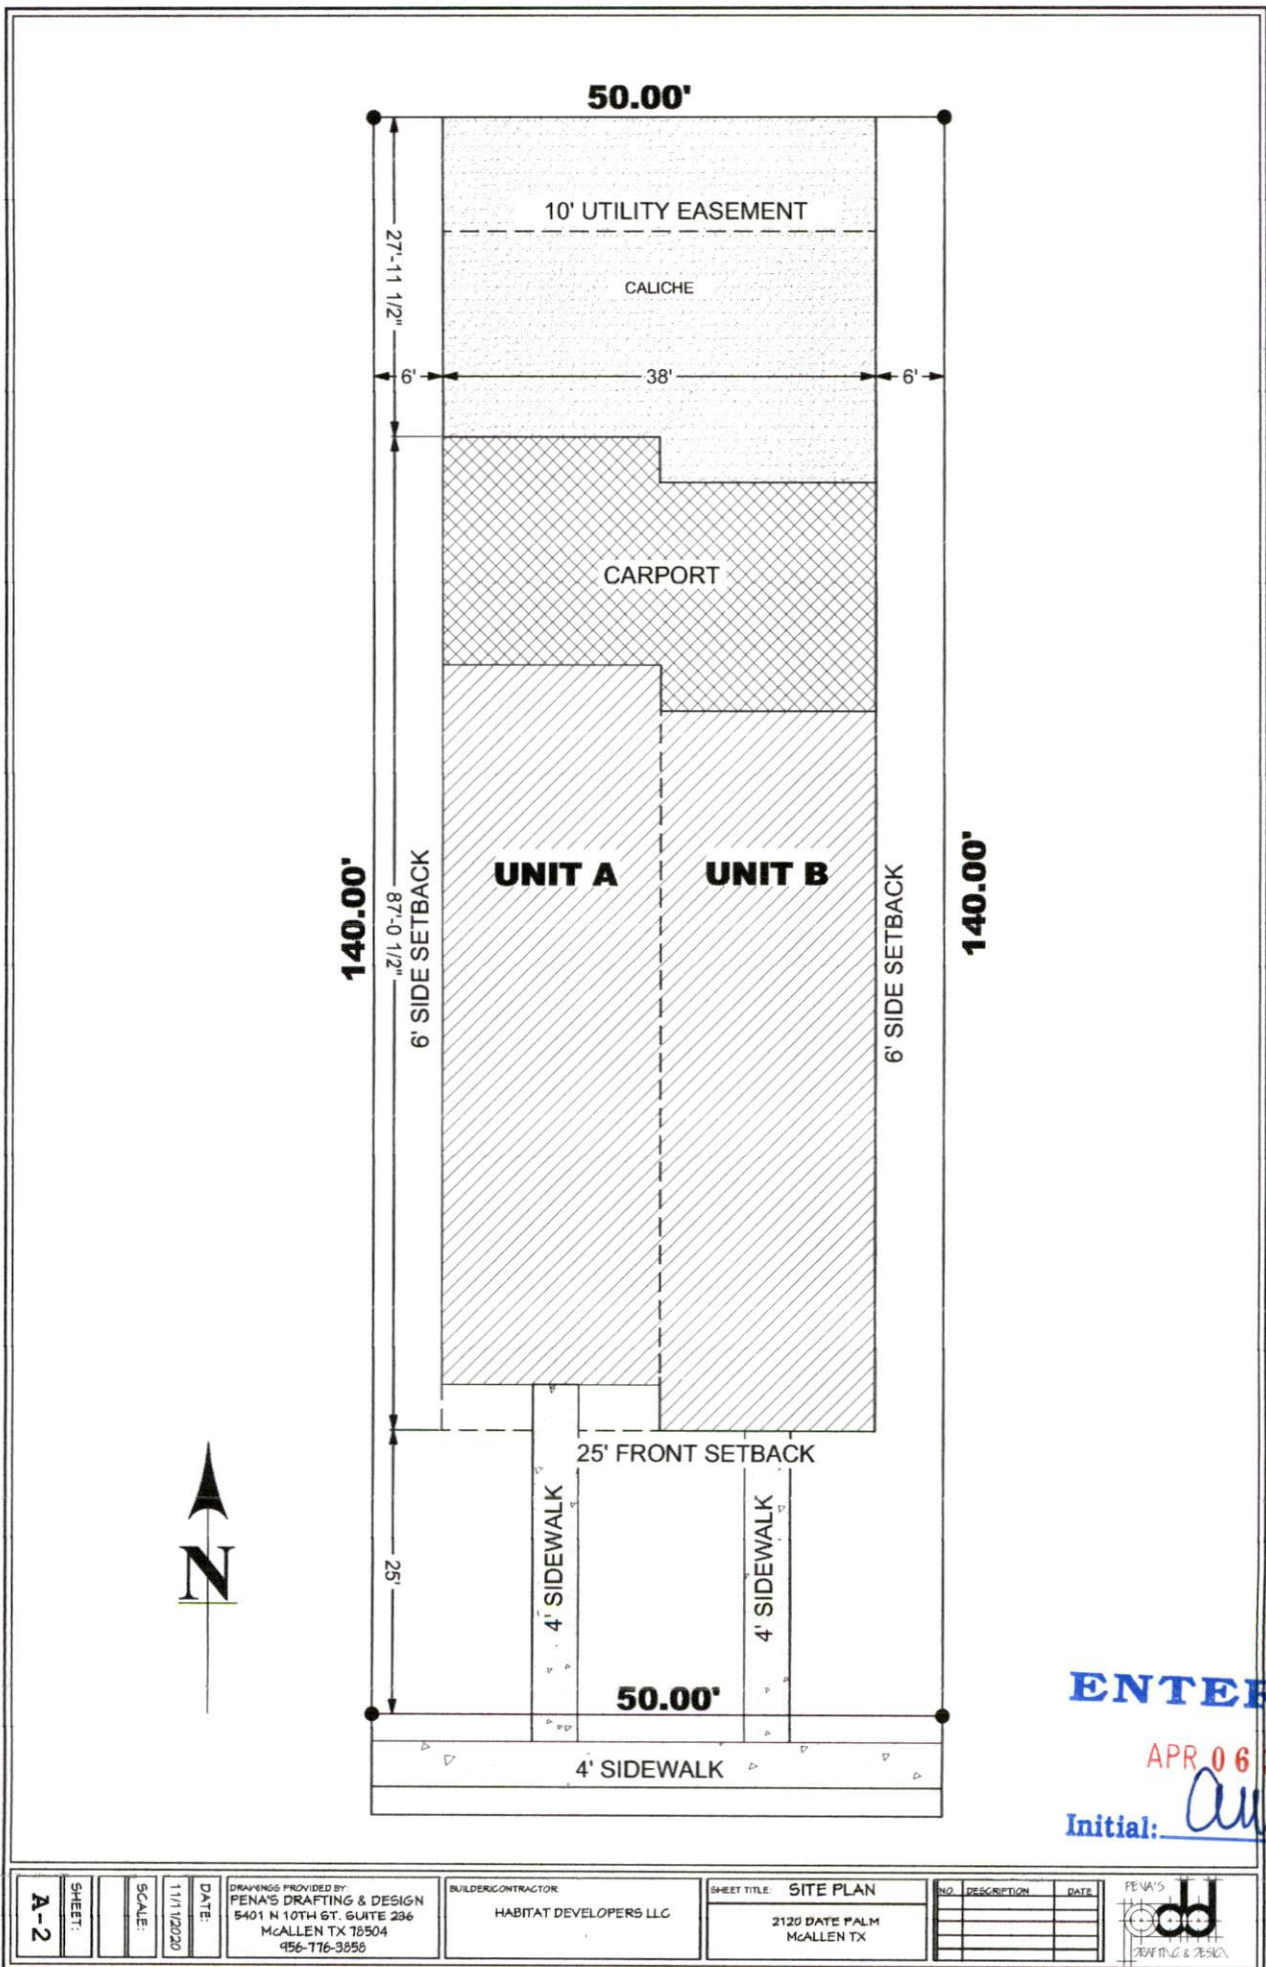 50.00'
10' UTILITY EASEMENT
27'-11 1/2"
CALICHE
6'
38'
6'
CARPORT
UNIT A
UNIT B
140.00'
87'-0 1/2"
6' SIDE SETBACK
6' SIDE SETBACK
140.00'
25' FRONT SETBACK
4' SIDEWALK
4' SIDEWALK
25'
N
50.00'
4' SIDEWALK
ENTER
APR 06
Initial:
A-2
SHEET:
SCALE:
11/11/2020
DATE:
DRAWINGS PROVIDED BY:
PENA'S DRAFTING & DESIGN
5401 N 10TH ST. SUITE 236
McALLEN TX 78504
956-776-3858
BUILDER\CONTRACTOR
HABITAT DEVELOPERS LLC
SHEET TITLE: SITE PLAN
2120 DATE PALM
McALLEN TX
NO. DESCRIPTION DATE
PENA'S
DRAFTING & DESIGN